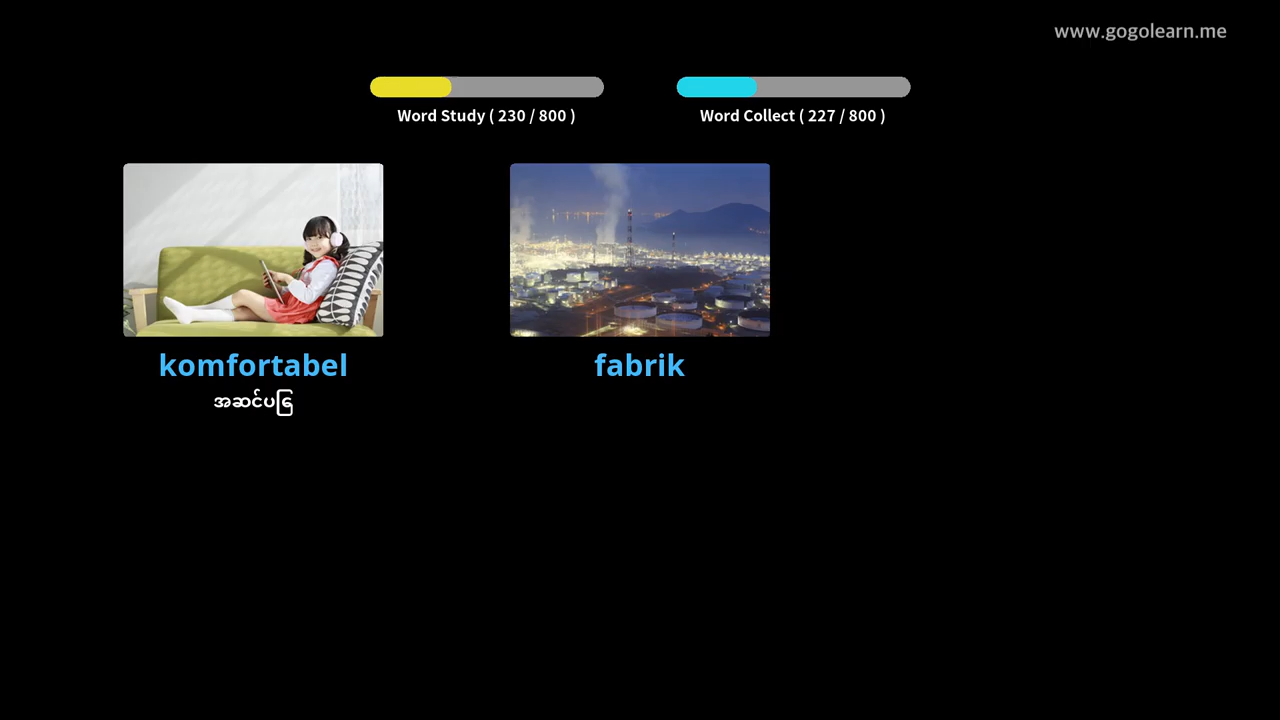 www.gogolearn.me
Word Study ( 230 / 800 )
Word Collect ( 227 / 800 )
komfortabel
အဆင်ပြေ
fabrik